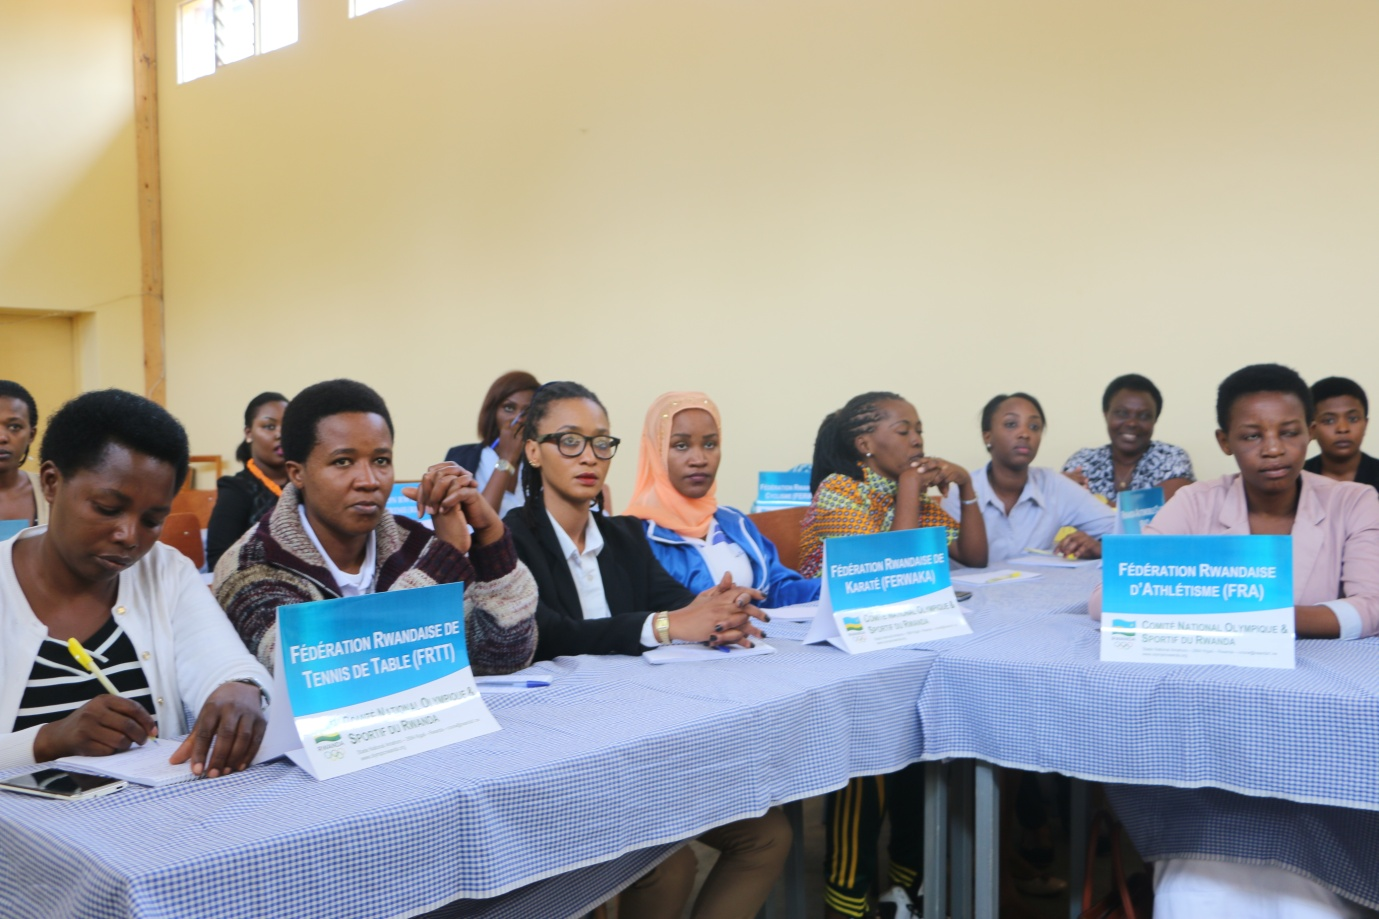 FÉDÉRATION RWANDAISE DE
TENNIS DE TABLE (FRTT)
COMITÉ NATIONAL OLYMPIQUE &
SPORTIF DU RWANDA
RWANDA
FÉDÉRATION RWANDAISE DE
KARATÉ (FERWAKA)
COMITÉ NATIONAL OLYMPIQUE &
SPORTIF DU RWANDA
FÉDÉRATION RWANDAISE
D'ATHLÉTISME (FRA)
COMITÉ NATIONAL OLYMPIQUE &
SPORTIF DU RWANDA